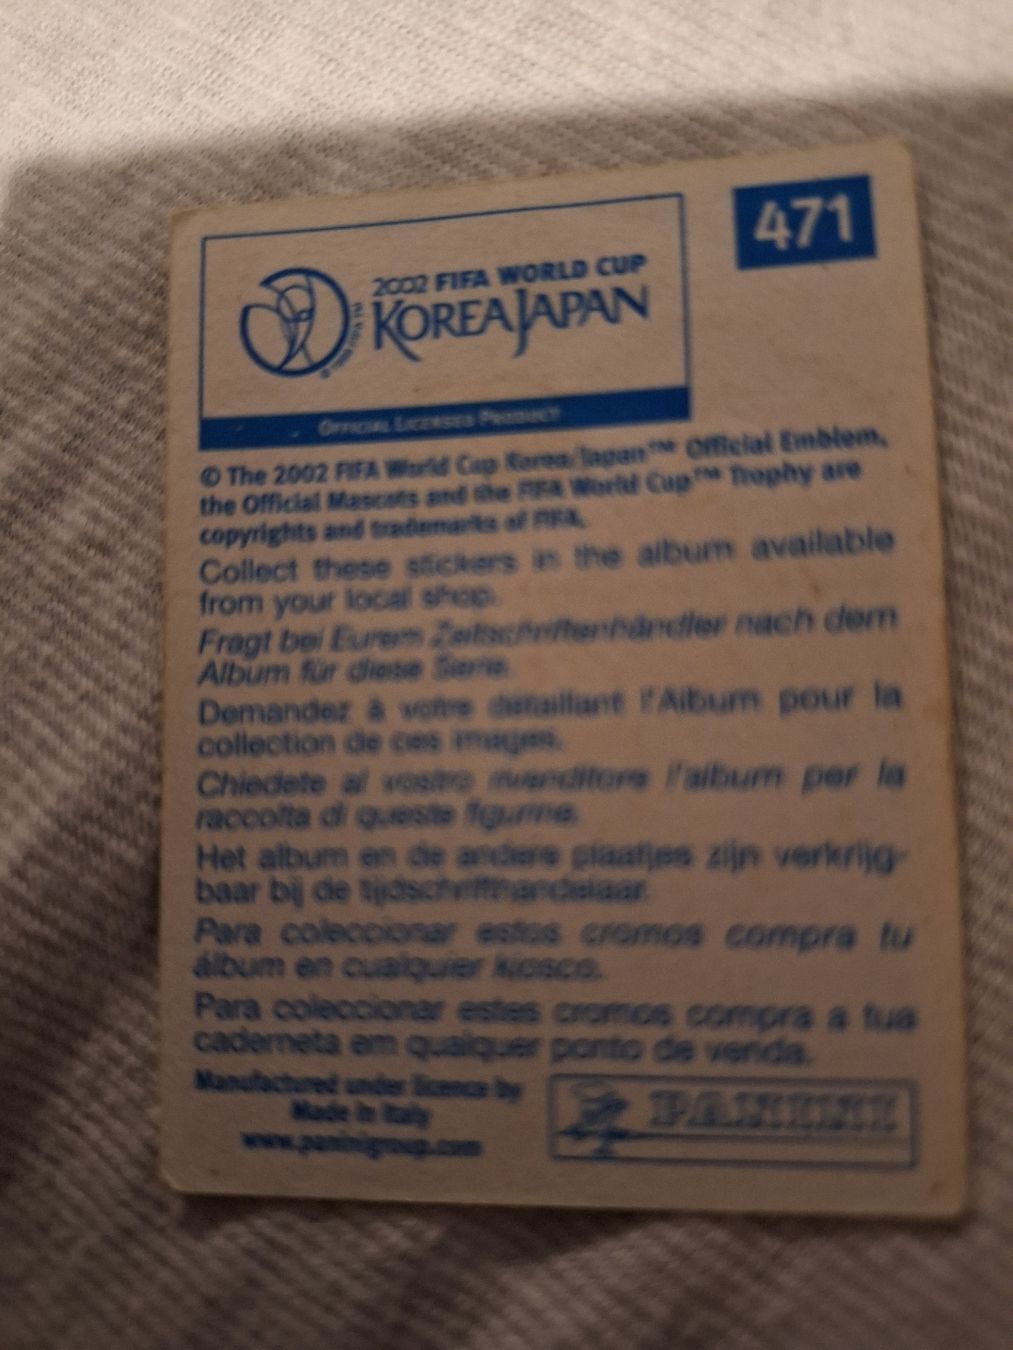 471
2002 FIFA WORLD CUP
KOREA JAPAN
OFFICIAL LICENSED PRODUCT
© The 2002 FIFA World Cup Korea/Japan™ Official Emblem,
the Official Mascots and the FIFA World Cup™ Trophy are
copyrights and trademarks of FIFA.
Collect these stickers in the album available
from your local shop.
Fragt bei Eurem Zeitschriftenhändler nach dem
Album für diese Serie.
Demandez à votre détaillant l'Album pour la
collection de ces images.
Chiedete al vostro rivenditore l'album per la
raccolta di queste figurine.
Het album en de andere plaatjes zijn verkrijg-
baar bij de tijdschrifthandelaar.
Para coleccionar estos cromos compra tu
álbum en cualquier kiosco.
Para coleccionar estes cromos compra a tua
caderneta em qualquer ponto de venda.
Manufactured under licence by
Made in Italy
www.paninigroup.com
PANINI